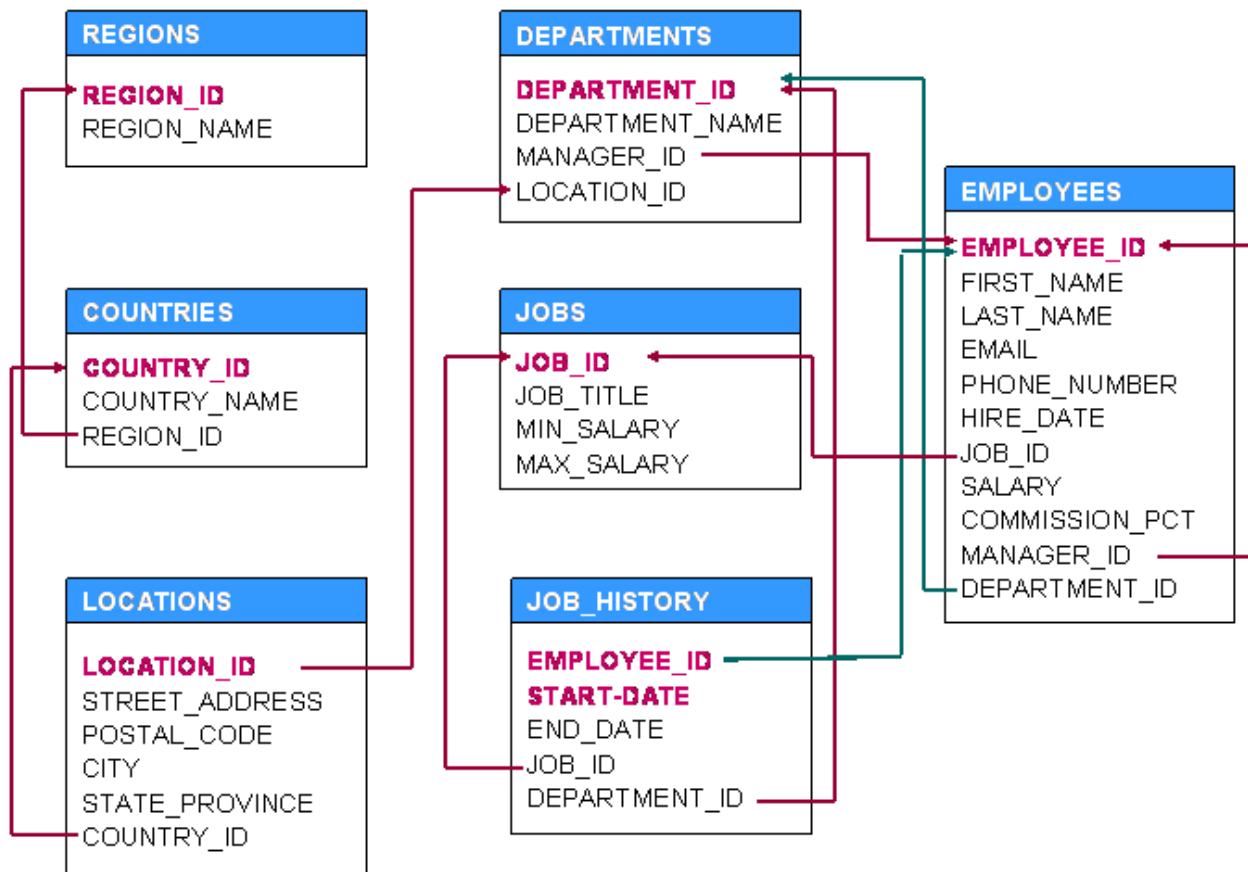 REGIONS
REGION_ID
REGION_NAME
DEPARTMENTS
DEPARTMENT_ID
DEPARTMENT_NAME
MANAGER_ID
LOCATION_ID
EMPLOYEES
EMPLOYEE_ID
FIRST_NAME
LAST_NAME
EMAIL
PHONE_NUMBER
HIRE_DATE
JOB_ID
SALARY
COMMISSION_PCT
MANAGER_ID
DEPARTMENT_ID
COUNTRIES
COUNTRY_ID
COUNTRY_NAME
REGION_ID
JOBS
JOB_ID
JOB_TITLE
MIN_SALARY
MAX_SALARY
LOCATIONS
LOCATION_ID
STREET_ADDRESS
POSTAL_CODE
CITY
STATE_PROVINCE
COUNTRY_ID
JOB_HISTORY
EMPLOYEE_ID
START-DATE
END_DATE
JOB_ID
DEPARTMENT_ID